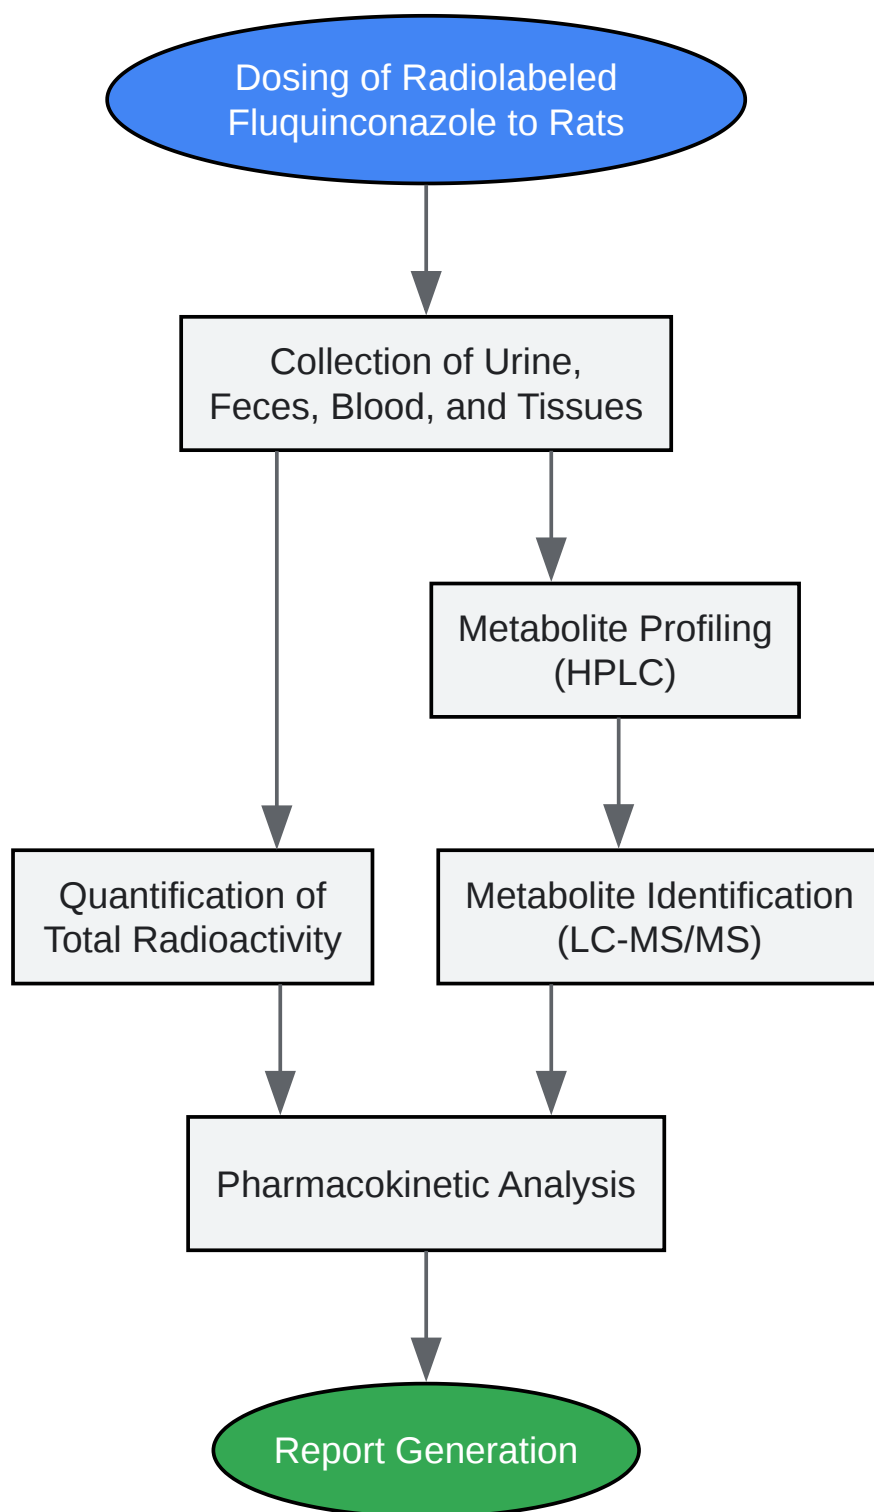 Dosing of Radiolabeled
Fluquinconazole to Rats
Collection of Urine,
Feces, Blood, and Tissues
Metabolite Profiling
(HPLC)
Quantification of
Total Radioactivity
Metabolite Identification
(LC-MS/MS)
Pharmacokinetic Analysis
Report Generation